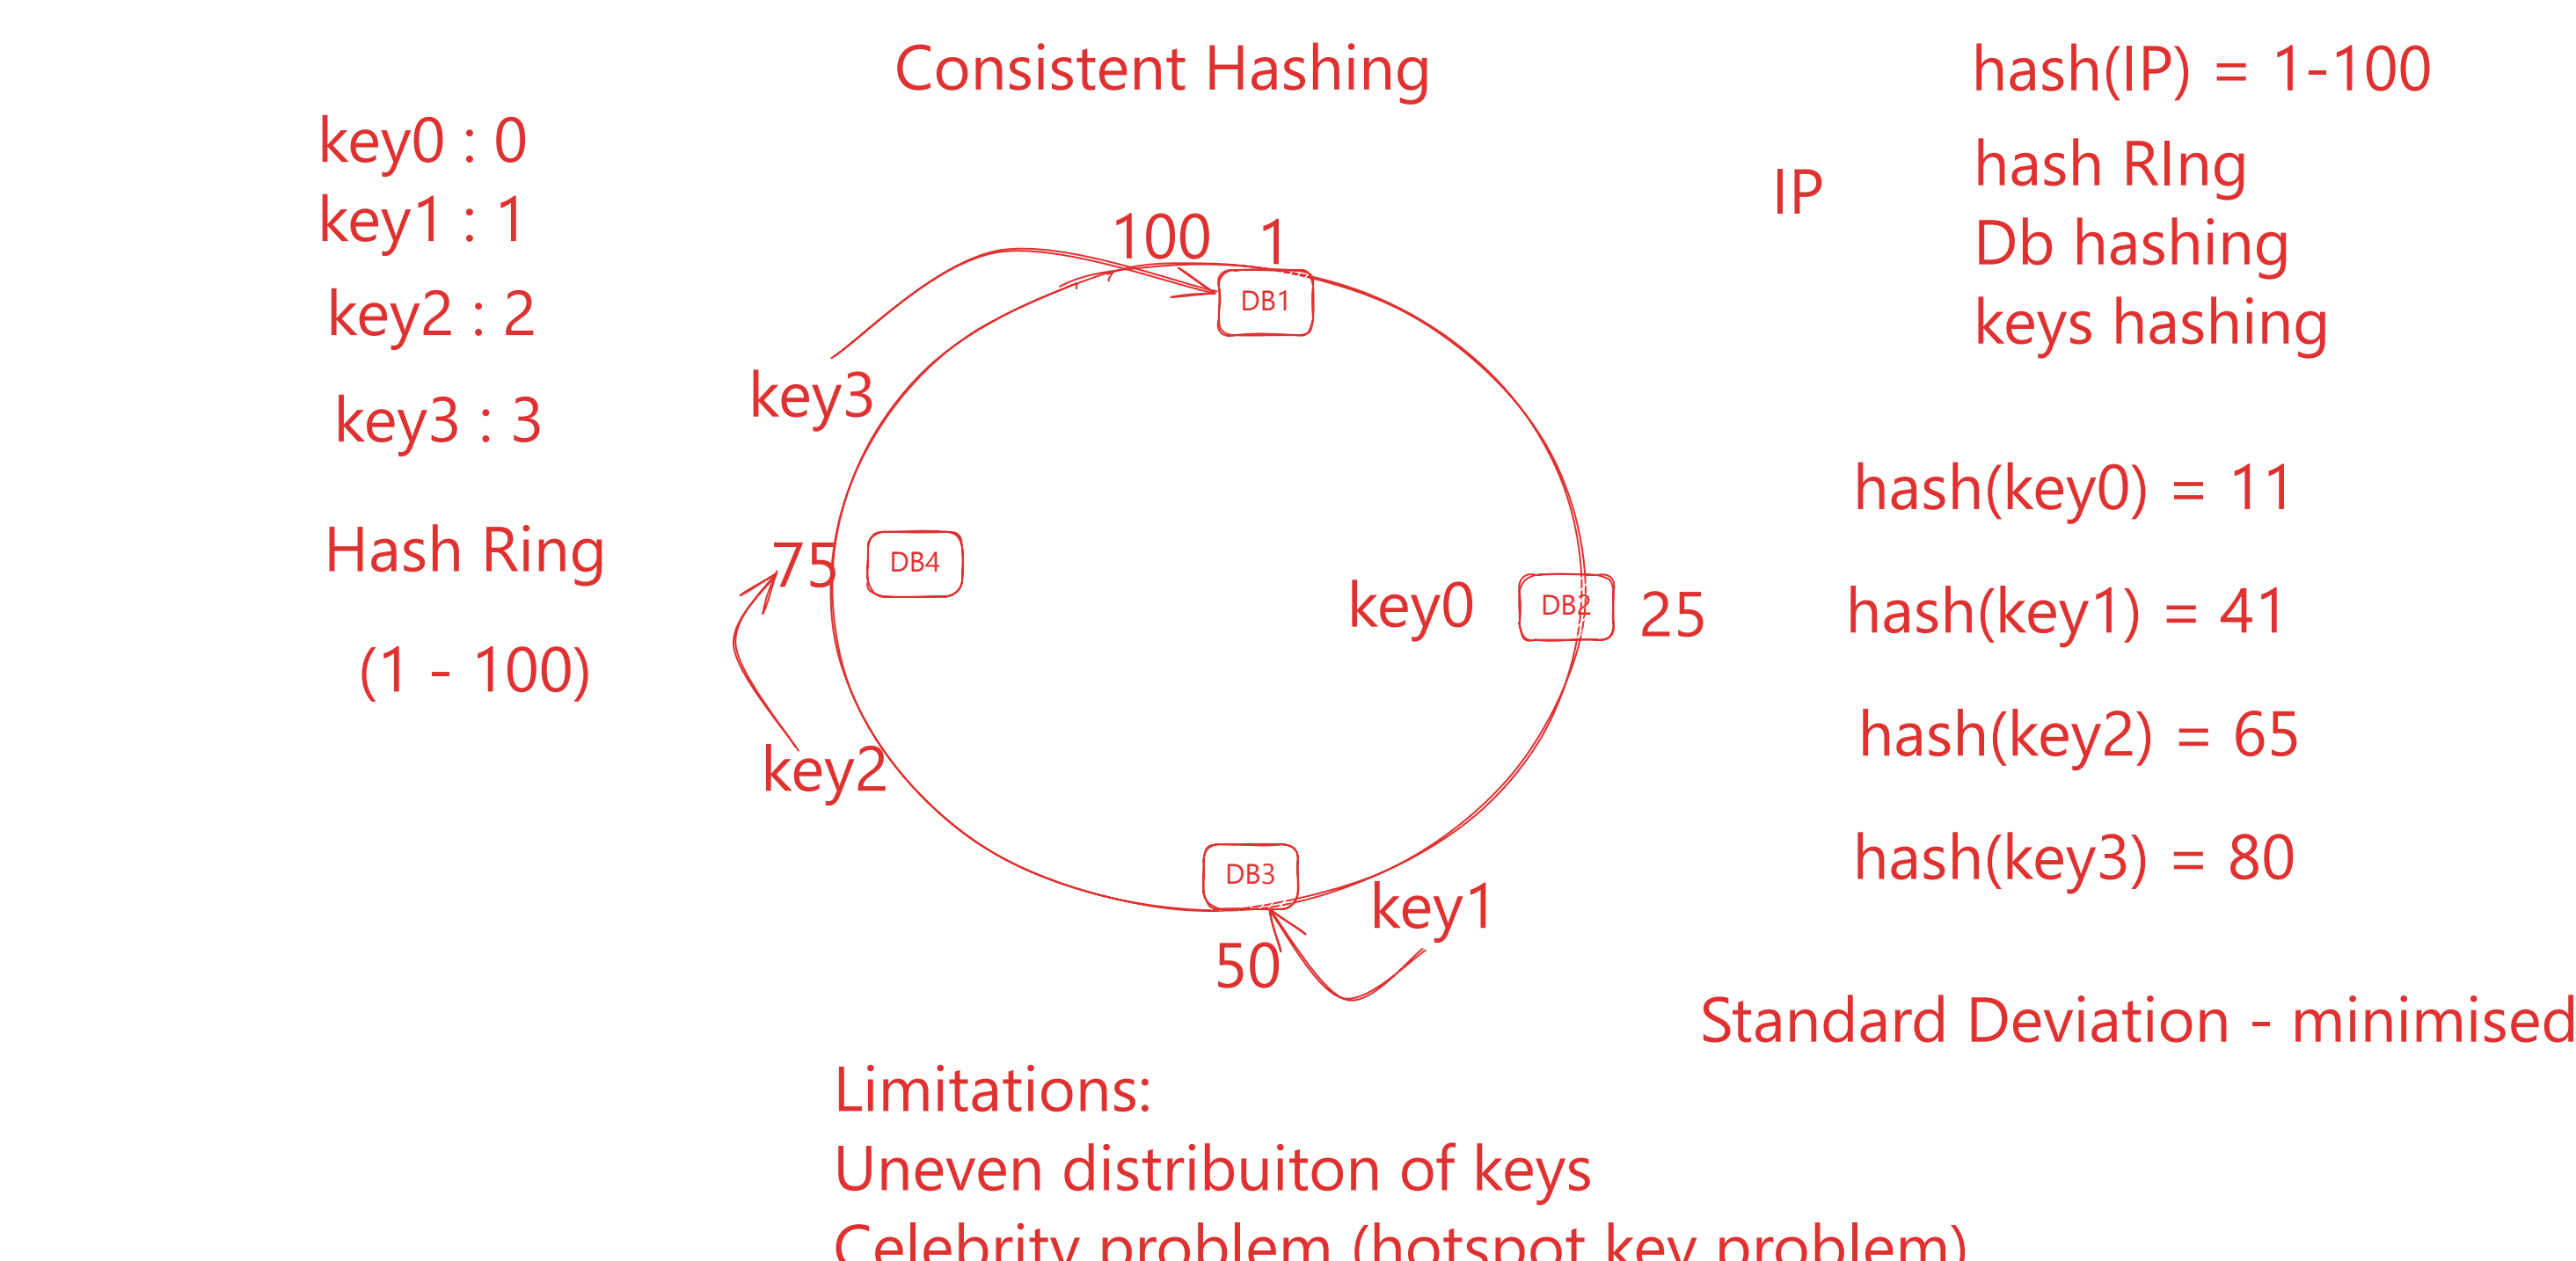 Consistent Hashing
key0 : 0
key1 : 1
key2 : 2
key3 : 3
Hash Ring
(1 - 100)
100
1
DB1
key3
75
DB4
key0
DB2
25
key2
DB3
key1
50
IP
hash(IP) = 1-100
hash RIng
Db hashing
keys hashing
hash(key0) = 11
hash(key1) = 41
hash(key2) = 65
hash(key3) = 80
Standard Deviation - minimised
Limitations:
Uneven distribuiton of keys
Celebrity problem (hotspot key problem)